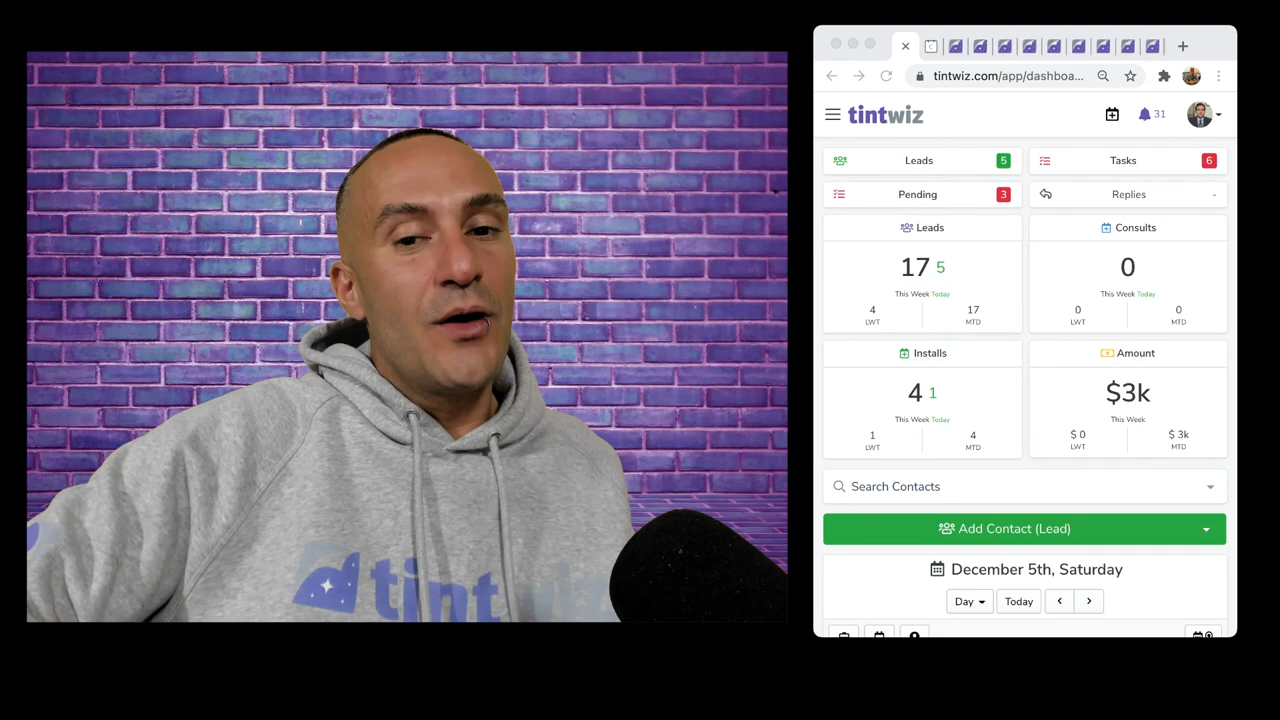 tintwiz
tintwiz.com/app/dashboa...
tintwiz
31
Leads 5
Tasks 6
Pending 3
Replies -
Leads
17 5
This Week Today
4 17
LWT MTD
Consults
0
This Week Today
0 0
LWT MTD
Installs
4 1
This Week Today
1 4
LWT MTD
Amount
$3k
This Week
$ 0 $ 3k
LWT MTD
Search Contacts
Add Contact (Lead)
December 5th, Saturday
Day Today < >